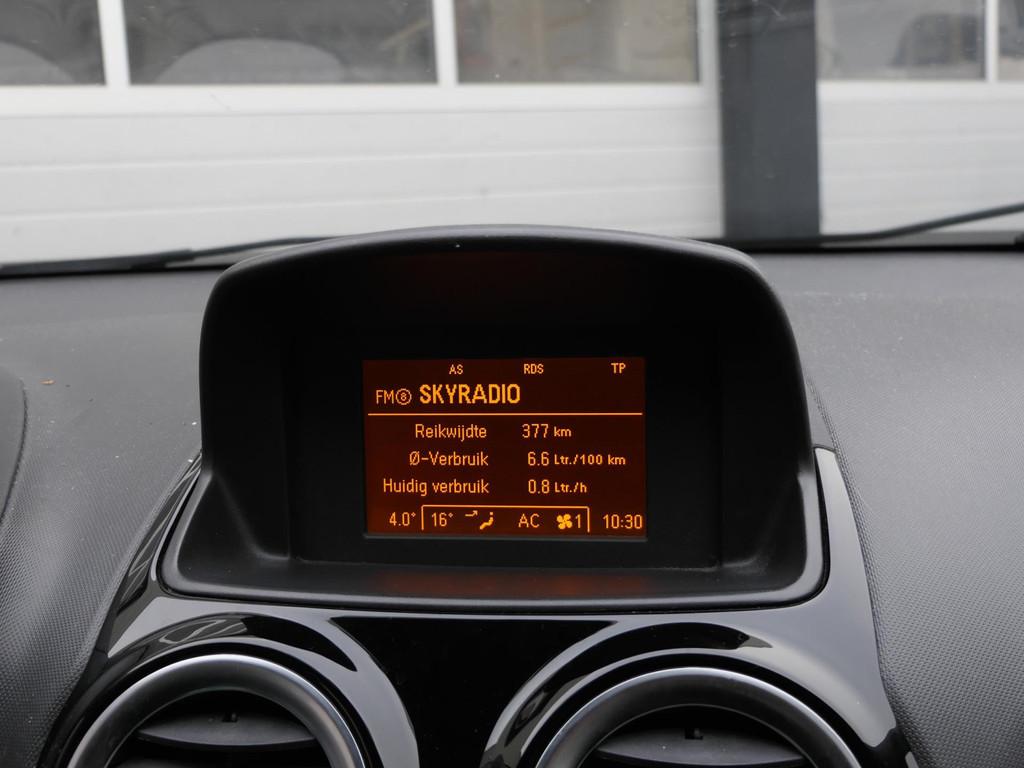 AS RDS TP
FM⑧ SKYRADIO
Reikwijdte 377 km
Ø-Verbruik 6.6 Ltr./100 km
Huidig verbruik 0.8 Ltr./h
4.0° 16° AC 1 10:30